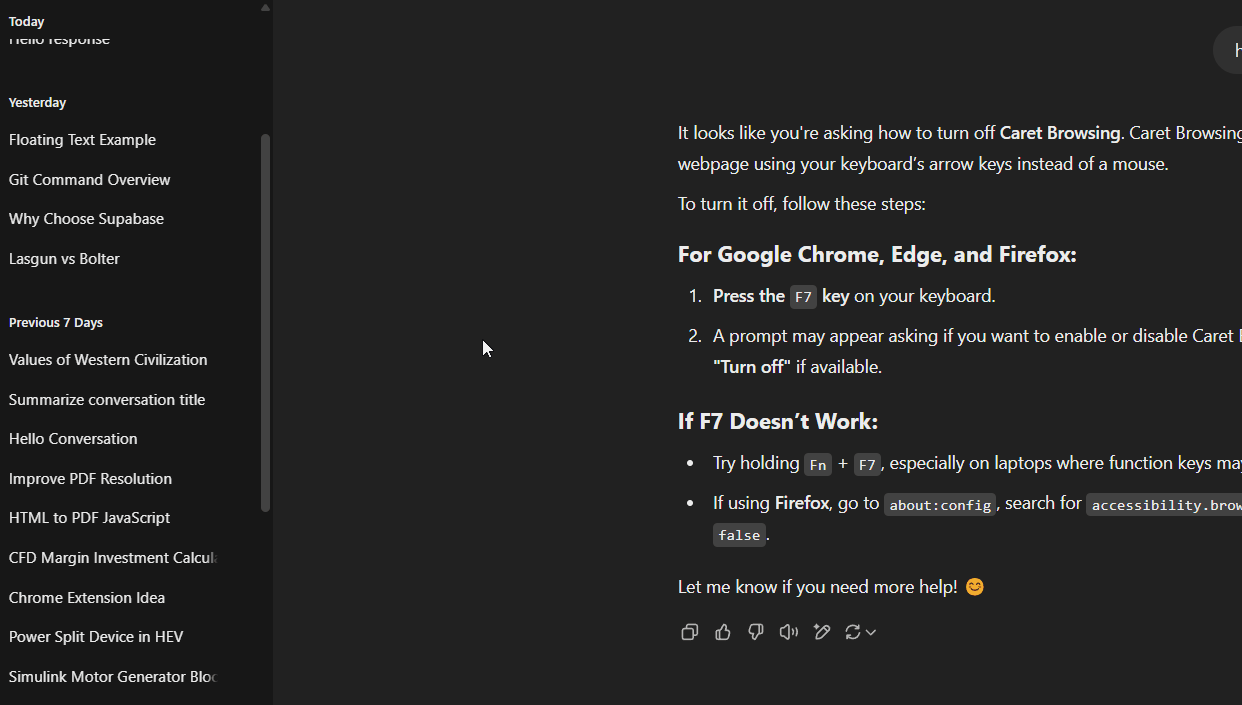 Today
Hello response
Yesterday
Floating Text Example
Git Command Overview
Why Choose Supabase
Lasgun vs Bolter
Previous 7 Days
Values of Western Civilization
Summarize conversation title
Hello Conversation
Improve PDF Resolution
HTML to PDF JavaScript
CFD Margin Investment Calcul
Chrome Extension Idea
Power Split Device in HEV
Simulink Motor Generator Bloc
h
It looks like you're asking how to turn off Caret Browsing. Caret Browsing
webpage using your keyboard’s arrow keys instead of a mouse.
To turn it off, follow these steps:
For Google Chrome, Edge, and Firefox:
1. Press the F7 key on your keyboard.
2. A prompt may appear asking if you want to enable or disable Caret
"Turn off" if available.
If F7 Doesn’t Work:
• Try holding Fn + F7, especially on laptops where function keys may
• If using Firefox, go to about:config, search for accessibility.brow
false.
Let me know if you need more help! 😊